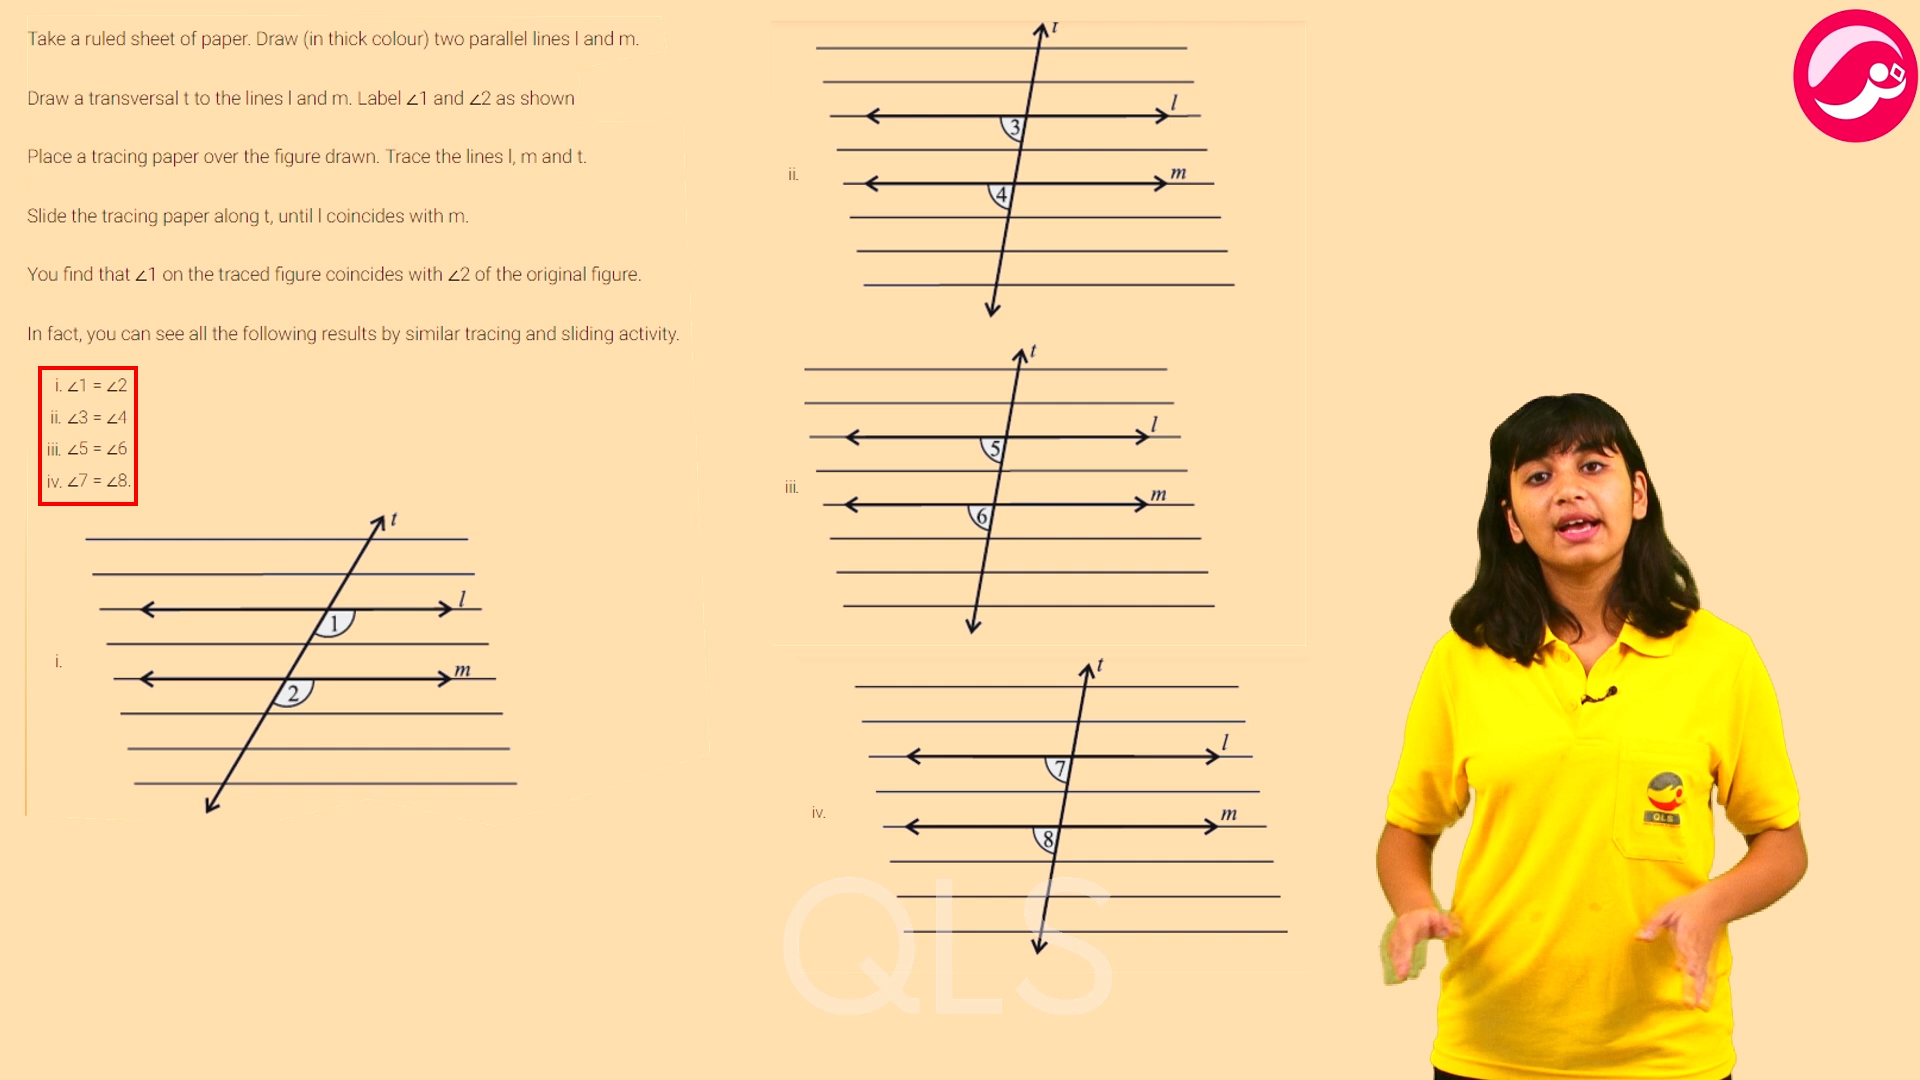 Take a ruled sheet of paper. Draw (in thick colour) two parallel lines l and m.
Draw a transversal t to the lines l and m. Label ∠1 and ∠2 as shown
Place a tracing paper over the figure drawn. Trace the lines l, m and t.
Slide the tracing paper along t, until l coincides with m.
You find that ∠1 on the traced figure coincides with ∠2 of the original figure.
In fact, you can see all the following results by similar tracing and sliding activity.
i. ∠1 = ∠2
ii. ∠3 = ∠4
iii. ∠5 = ∠6
iv. ∠7 = ∠8.
i.
t
l
1
m
2
ii.
t
l
3
m
4
iii.
t
l
5
m
6
iv.
t
l
7
m
8
QLS
QLS